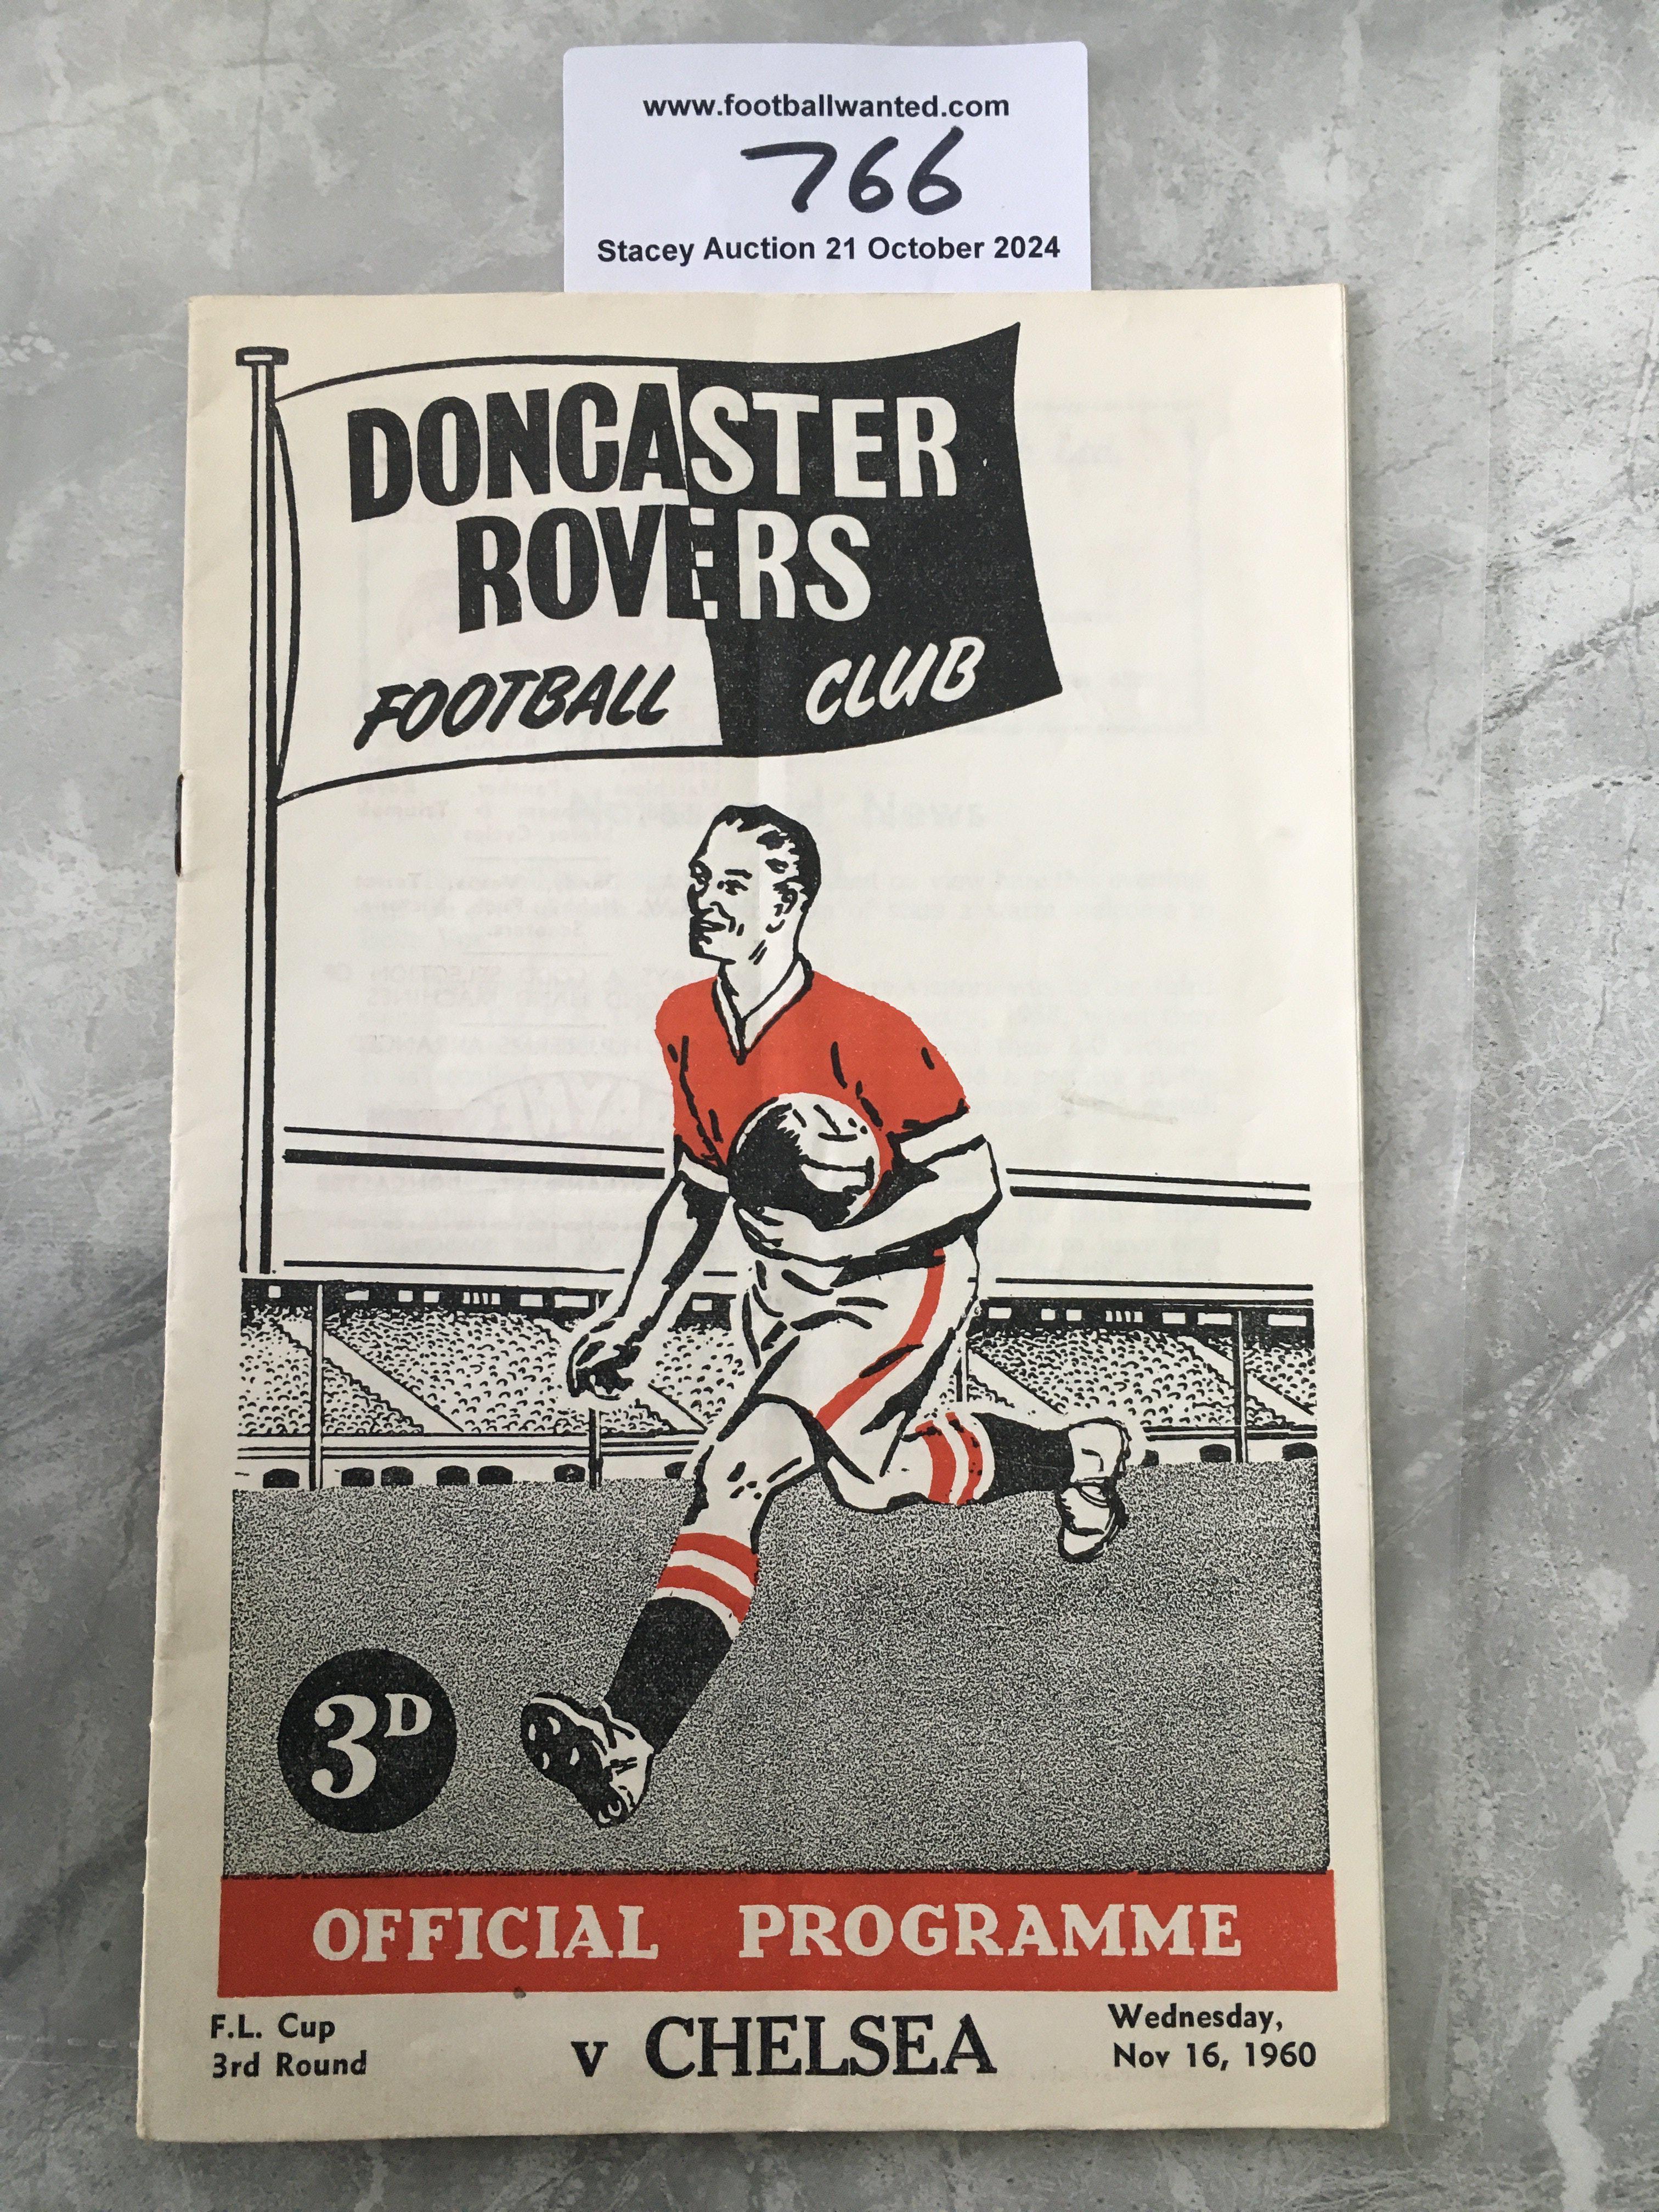 www.footballwanted.com
766
Stacey Auction 21 October 2024
DONCASTER
ROVERS
FOOTBALL CLUB
3D
OFFICIAL PROGRAMME
F.L. Cup
3rd Round
v CHELSEA
Wednesday,
Nov 16, 1960